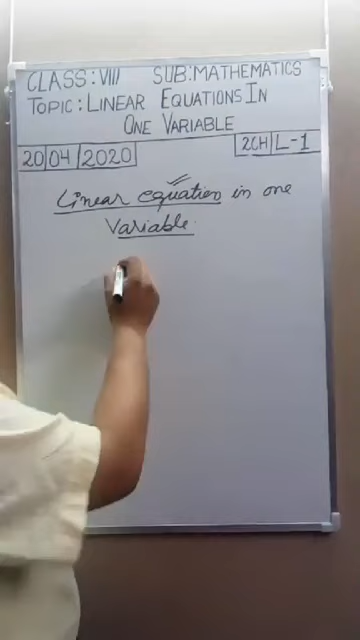 CLASS:VIII SUB:MATHEMATICS
TOPIC:LINEAR EQUATIONS IN
ONE VARIABLE
20|04|2020 2CH|L-1
Linear equation in one
Variable